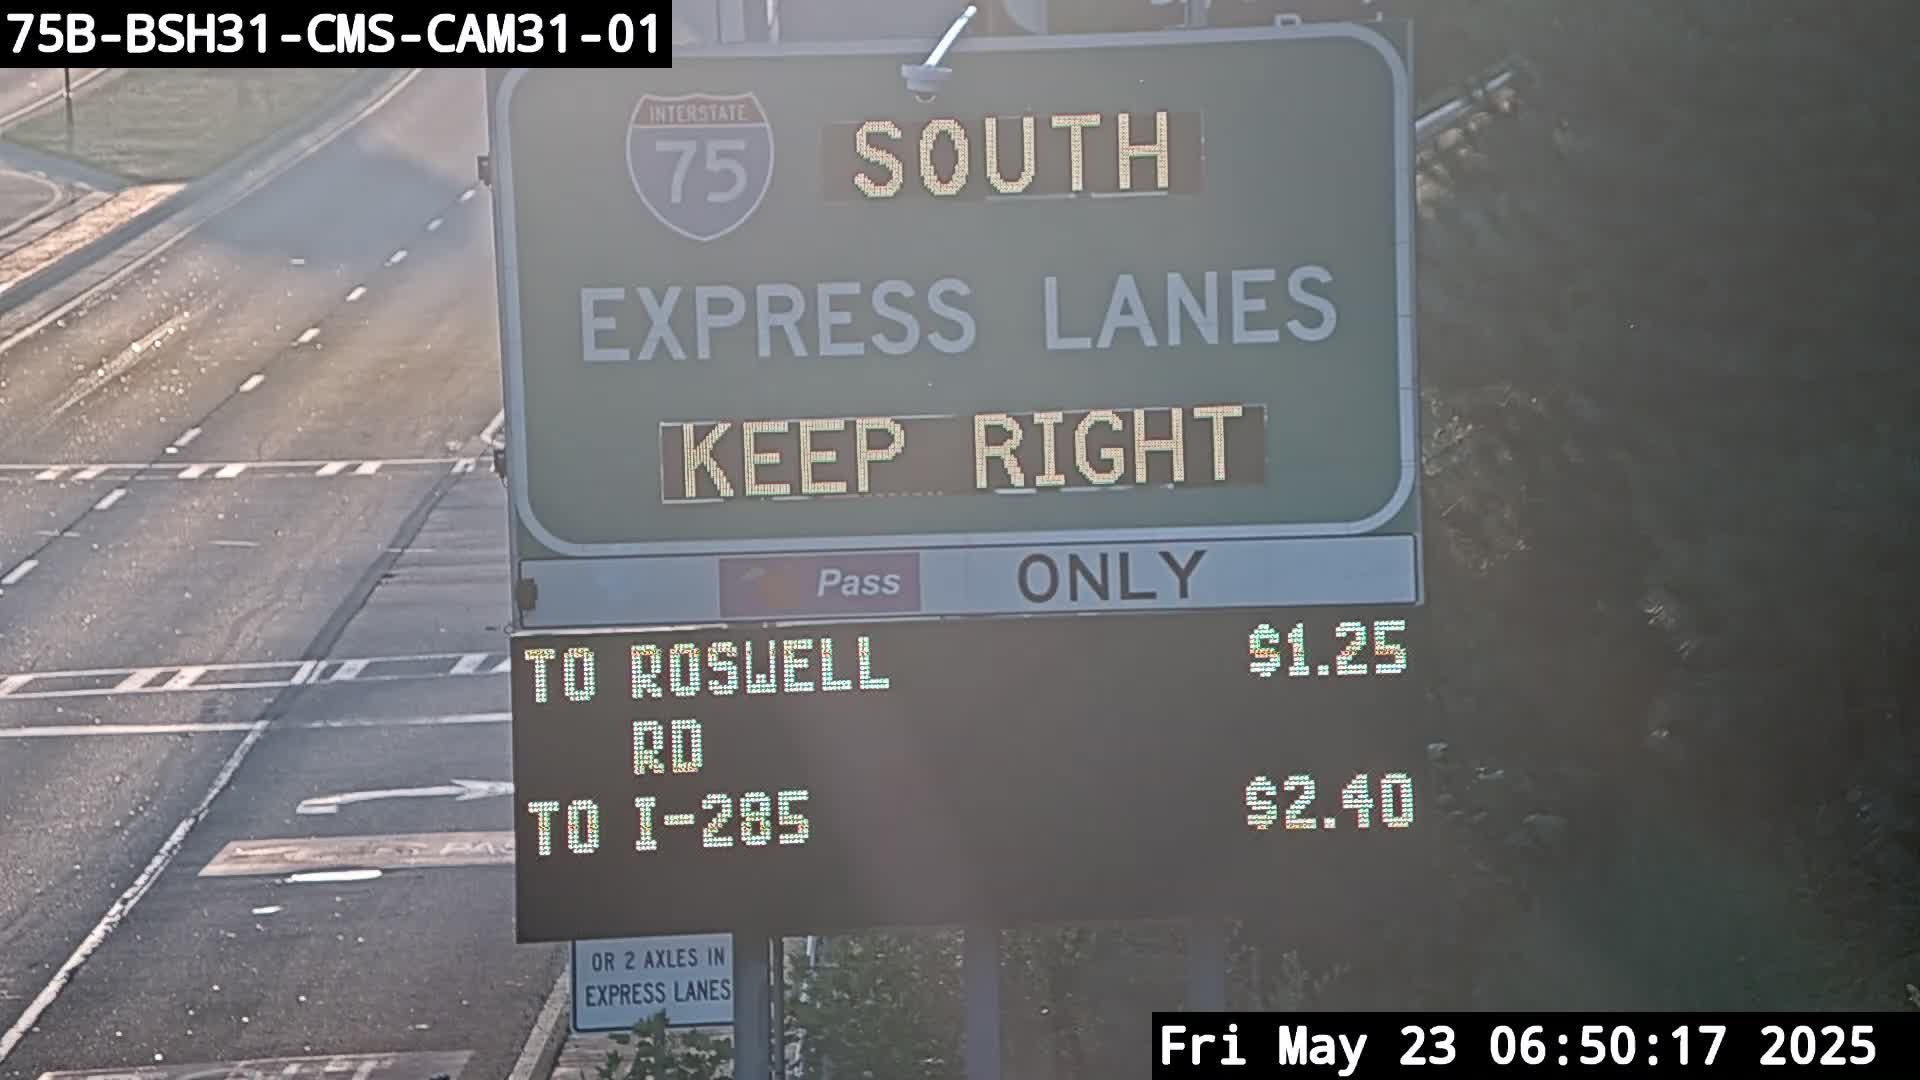 75B-BSH31-CMS-CAM31-01
INTERSTATE
75
SOUTH
EXPRESS LANES
KEEP RIGHT
Pass ONLY
TO ROSWELL $1.25
RD
TO I-285 $2.40
OR 2 AXLES IN
EXPRESS LANES
Fri May 23 06:50:17 2025